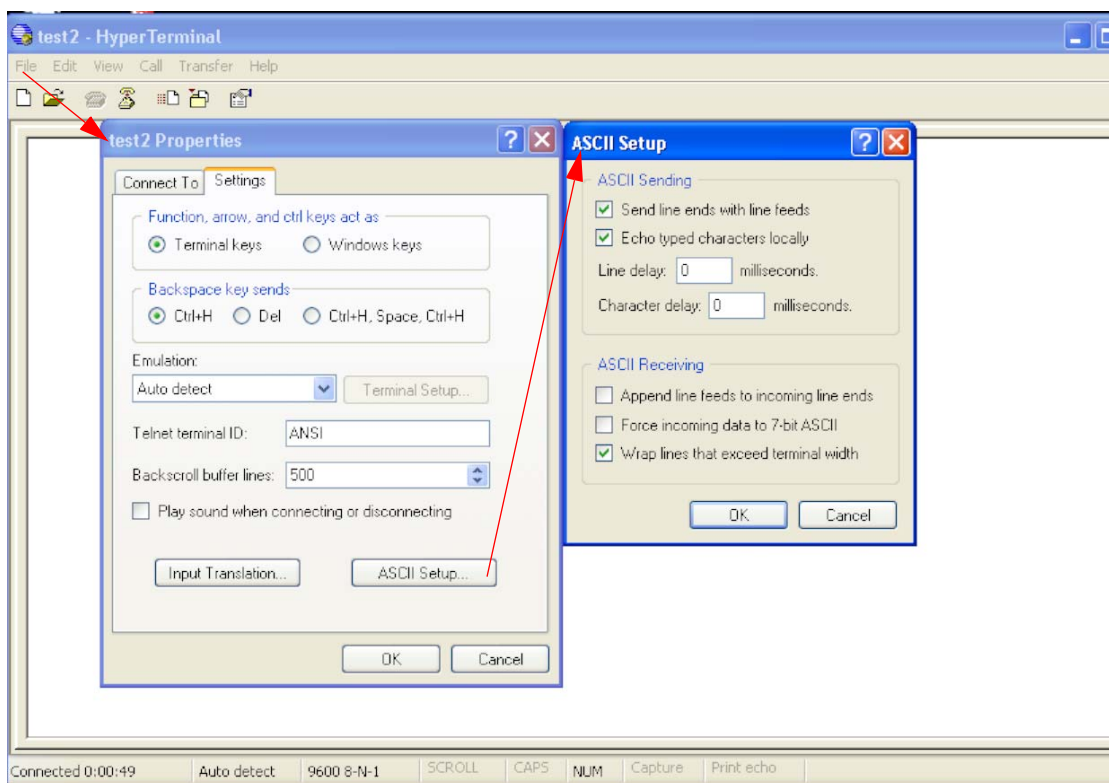 test2 - HyperTerminal
File Edit View Call Transfer Help
test2 Properties
Connect To Settings
Function, arrow, and ctrl keys act as
Terminal keys Windows keys
Backspace key sends
Ctrl+H Del Ctrl+H, Space, Ctrl+H
Emulation:
Auto detect Terminal Setup...
Telnet terminal ID: ANSI
Backscroll buffer lines: 500
Play sound when connecting or disconnecting
Input Translation... ASCII Setup...
OK Cancel
ASCII Setup
ASCII Sending
Send line ends with line feeds
Echo typed characters locally
Line delay: 0 milliseconds.
Character delay: 0 milliseconds.
ASCII Receiving
Append line feeds to incoming line ends
Force incoming data to 7-bit ASCII
Wrap lines that exceed terminal width
OK Cancel
Connected 0:00:49 Auto detect 9600 8-N-1 SCROLL CAPS NUM Capture Print echo